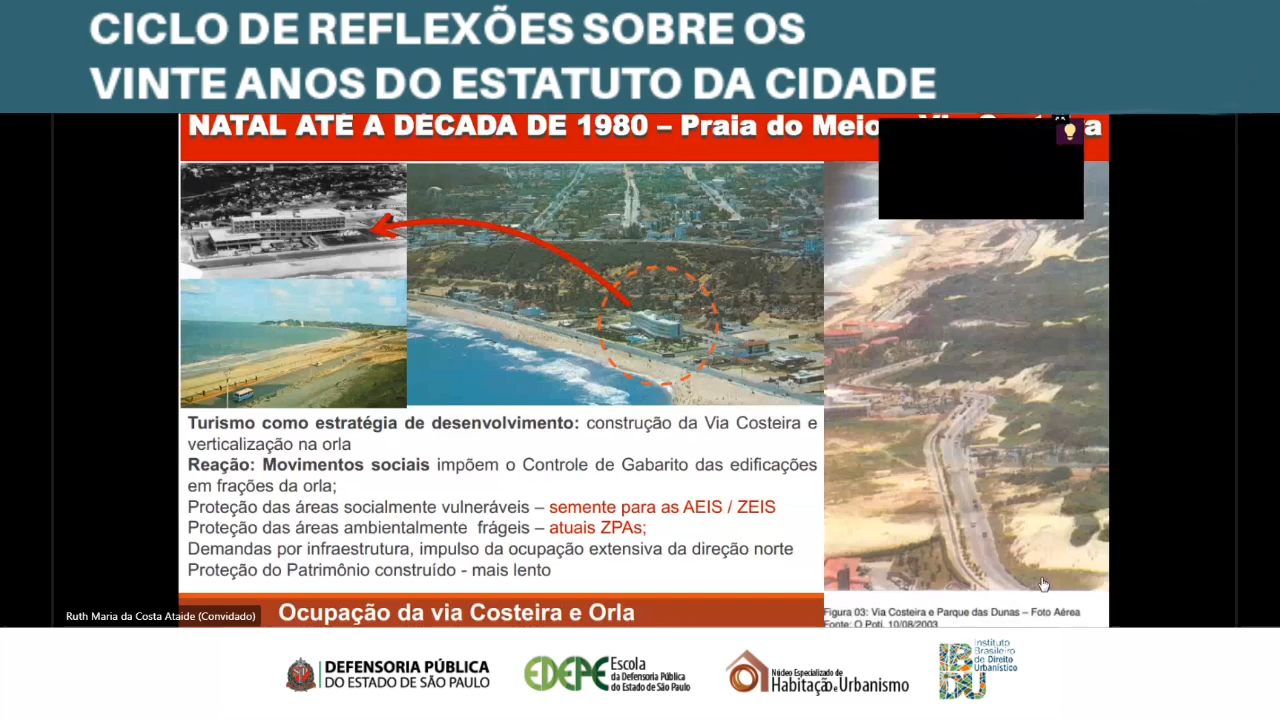 CICLO DE REFLEXÕES SOBRE OS
VINTE ANOS DO ESTATUTO DA CIDADE
NATAL ATÉ A DÉCADA DE 1980 – Praia do Meio
Turismo como estratégia de desenvolvimento: construção da Via Costeira e
verticalização na orla
Reação: Movimentos sociais impõem o Controle de Gabarito das edificações
em frações da orla;
Proteção das áreas socialmente vulneráveis – semente para as AEIS / ZEIS
Proteção das áreas ambientalmente frágeis – atuais ZPAs;
Demandas por infraestrutura, impulso da ocupação extensiva da direção norte
Proteção do Patrimônio construído - mais lento
Figura 03: Via Costeira e Parque das Dunas – Foto Aérea
Fonte: O Poti, 10/08/2003
Ruth Maria da Costa Ataide (Convidado)
Ocupação da via Costeira e Orla
DEFENSORIA PÚBLICA
DO ESTADO DE SÃO PAULO
EDEPE Escola
da Defensoria Pública
do Estado de São Paulo
Núcleo Especializado de
Habitação e Urbanismo
IBDU
Instituto
Brasileiro
de Direito
Urbanístico